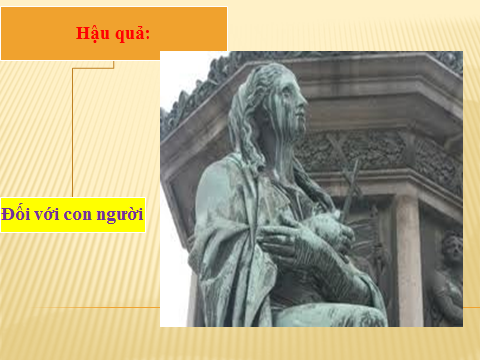 Hậu quả:
Đối với con người